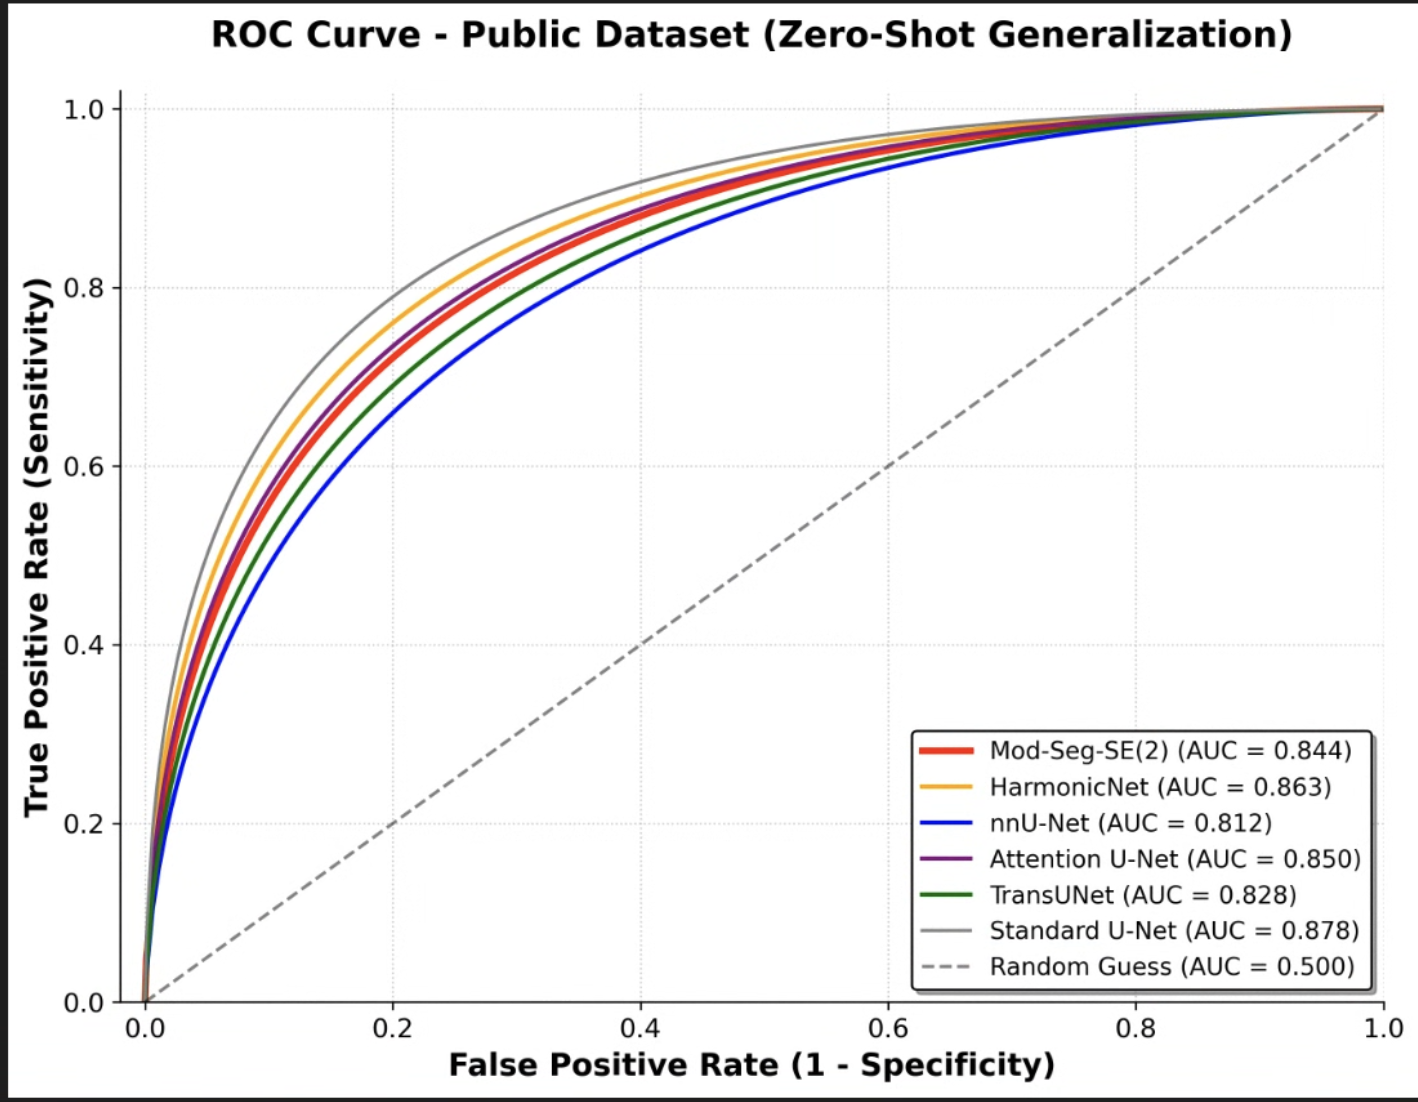 ROC Curve - Public Dataset (Zero-Shot Generalization)
True Positive Rate (Sensitivity)
1.0
0.8
0.6
0.4
0.2
0.0
Mod-Seg-SE(2) (AUC = 0.844)
HarmonicNet (AUC = 0.863)
nnU-Net (AUC = 0.812)
Attention U-Net (AUC = 0.850)
TransUNet (AUC = 0.828)
Standard U-Net (AUC = 0.878)
Random Guess (AUC = 0.500)
0.0 0.2 0.4 0.6 0.8 1.0
False Positive Rate (1 - Specificity)